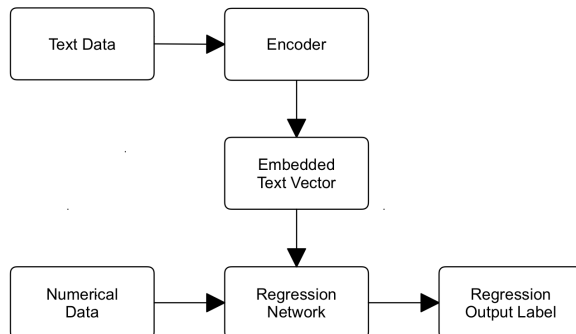 Text Data
Encoder
Embedded
Text Vector
Numerical
Data
Regression
Network
Regression
Output Label